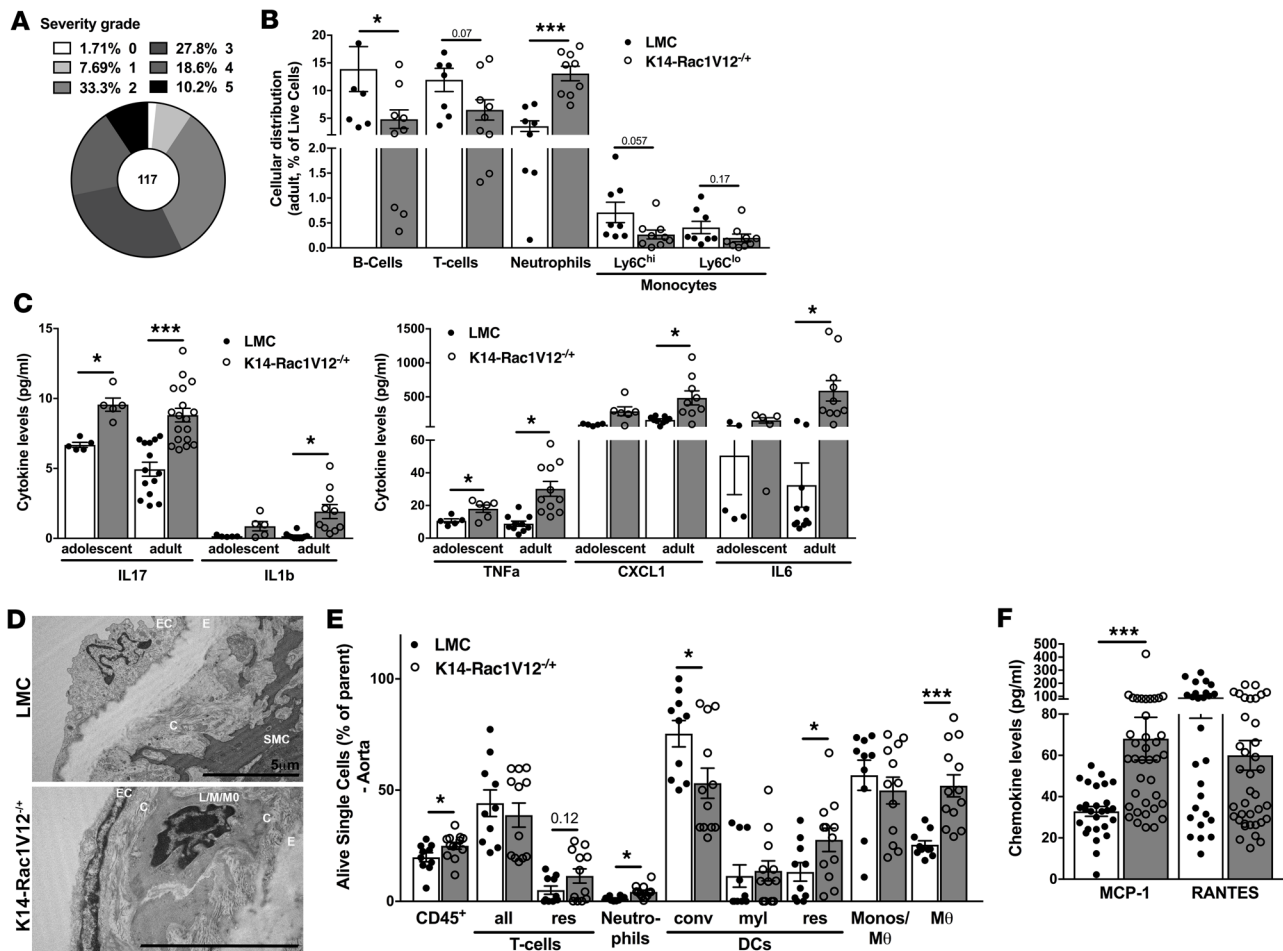 A
Severity grade
1.71% 0
27.8% 3
7.69% 1
18.6% 4
33.3% 2
10.2% 5
117
B
LMC
K14-Rac1V12-/+
Cellular distribution
(adult, % of Live Cells)
20
15
10
5
2.0
1.5
1.0
0.5
0.0
*
0.07
***
0.057
0.17
B-Cells
T-cells
Neutrophils
Ly6Chi
Ly6Clo
Monocytes
C
Cytokine levels (pg/ml)
15
10
5
0
*
***
*
LMC
K14-Rac1V12-/+
adolescent
adult
adolescent
adult
IL17
IL1b
Cytokine levels (pg/ml)
1500
1000
500
60
40
20
0
LMC
K14-Rac1V12-/+
*
*
*
*
adolescent
adult
adolescent
adult
adolescent
adult
TNFa
CXCL1
IL6
D
LMC
EC
E
C
SMC
5µm
K14-Rac1V12-/+
EC
C
L/M/M0
C
E
E
Alive Single Cells (% of parent)
- Aorta
100
50
0
LMC
K14-Rac1V12-/+
*
0.12
*
*
*
***
CD45+
all
res
T-cells
Neutro-
phils
conv
myl
res
DCs
Monos/
Mθ
Mθ
F
Chemokine levels (pg/ml)
500
400
300
200
100
80
60
40
20
0
***
MCP-1
RANTES